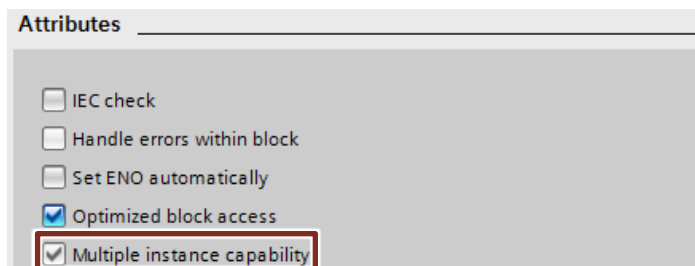 Attributes
IEC check
Handle errors within block
Set ENO automatically
Optimized block access
Multiple instance capability